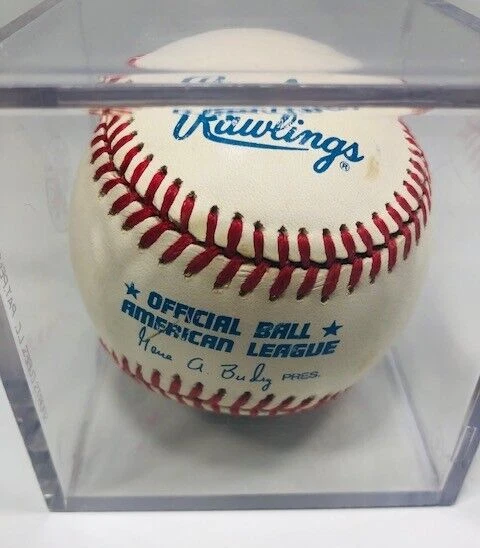 Rawlings ®
★ OFFICIAL BALL ★
AMERICAN LEAGUE
Gene A. Budig PRES.